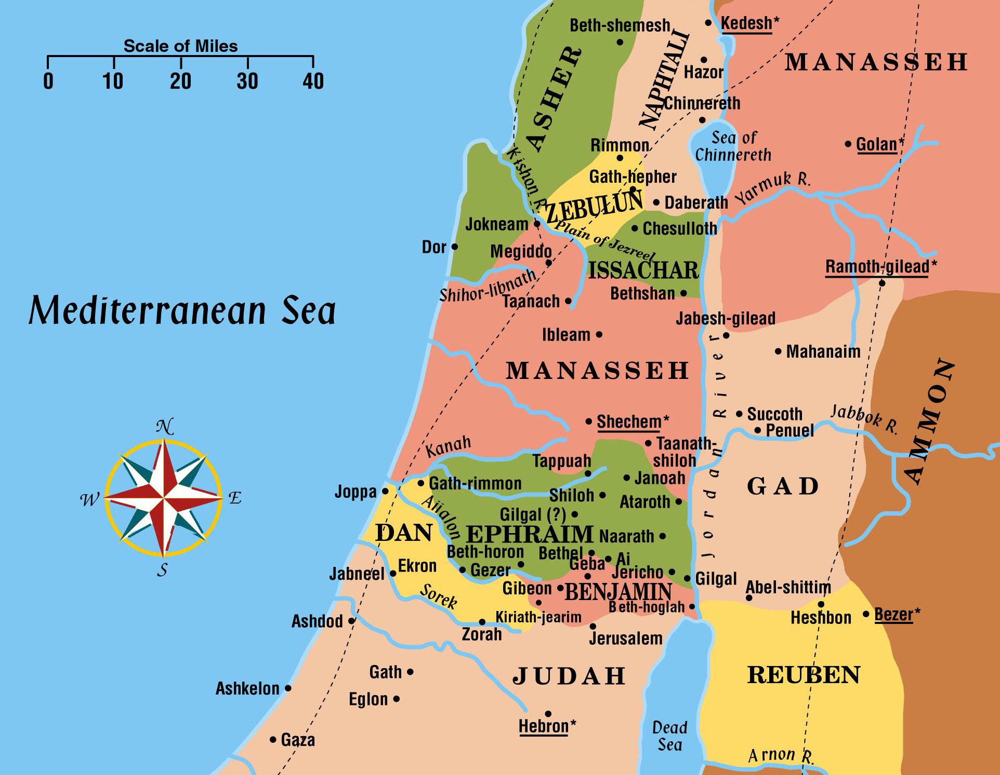 Scale of Miles
0 10 20 30 40
Mediterranean Sea
N
W
E
S
Beth-shemesh
Kedesh*
ASHER
NAPHTALI
MANASSEH
Hazor
Chinnereth
Sea of
Chinnereth
Golan*
Rimmon
Kishon R.
Gath-hepher
Yarmuk R.
ZEBULUN
Daberath
Jokneam
Plain of Jezreel
Chesulloth
Dor
Megiddo
ISSACHAR
Ramoth-gilead*
Shihor-libnath
Taanach
Bethshan
Jabesh-gilead
Ibleam
Mahanaim
MANASSEH
Jordan River
AMMON
Shechem*
Succoth
Jabbok R.
Penuel
Kanah
Taanath-
shiloh
Tappuah
Janoah
Gath-rimmon
Joppa
Shiloh
Ataroth
GAD
Aijalon
Gilgal (?)
DAN
EPHRAIM
Naarath
Beth-horon
Bethel
Ai
Geba
Ekron
Gezer
Jericho
Jabneel
Gilgal
Gibeon
BENJAMIN
Abel-shittim
Sorek
Beth-hoglah
Kiriath-jearim
Heshbon
Bezer*
Ashdod
Zorah
Jerusalem
Gath
JUDAH
REUBEN
Ashkelon
Eglon
Hebron*
Dead
Sea
Gaza
Arnon R.